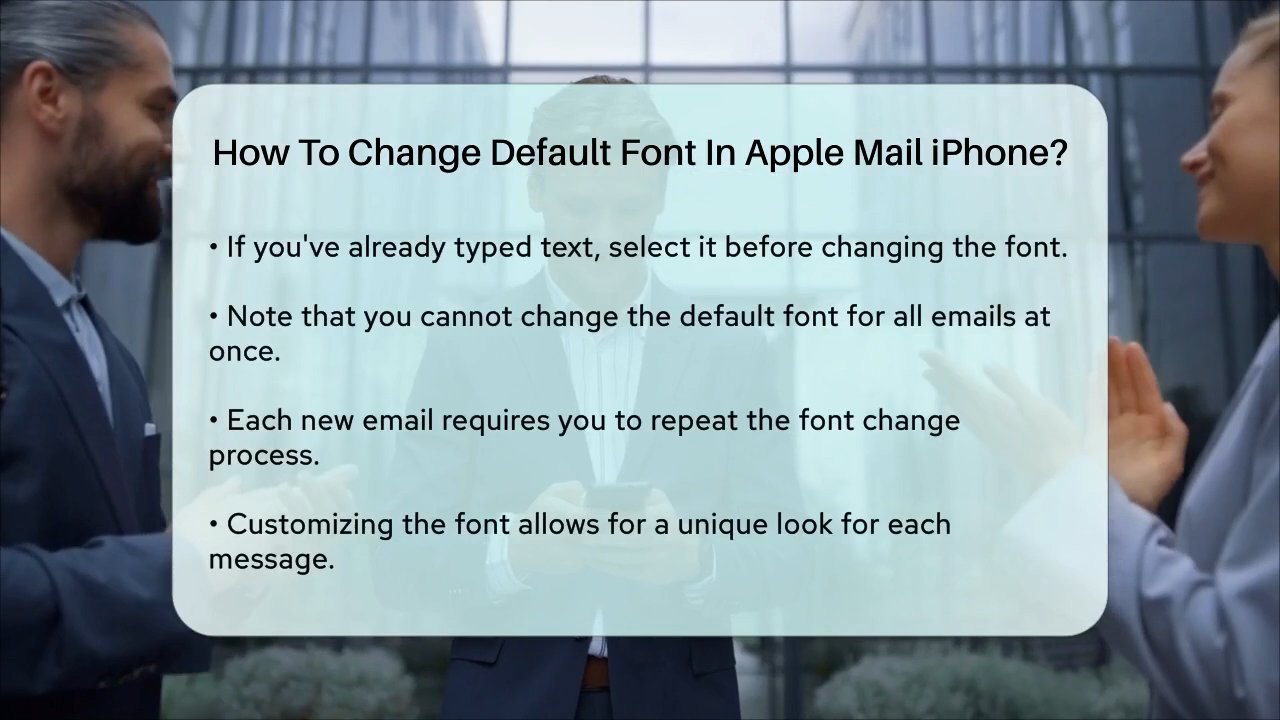 How To Change Default Font In Apple Mail iPhone?
• If you've already typed text, select it before changing the font.
• Note that you cannot change the default font for all emails at
once.
• Each new email requires you to repeat the font change
process.
• Customizing the font allows for a unique look for each
message.